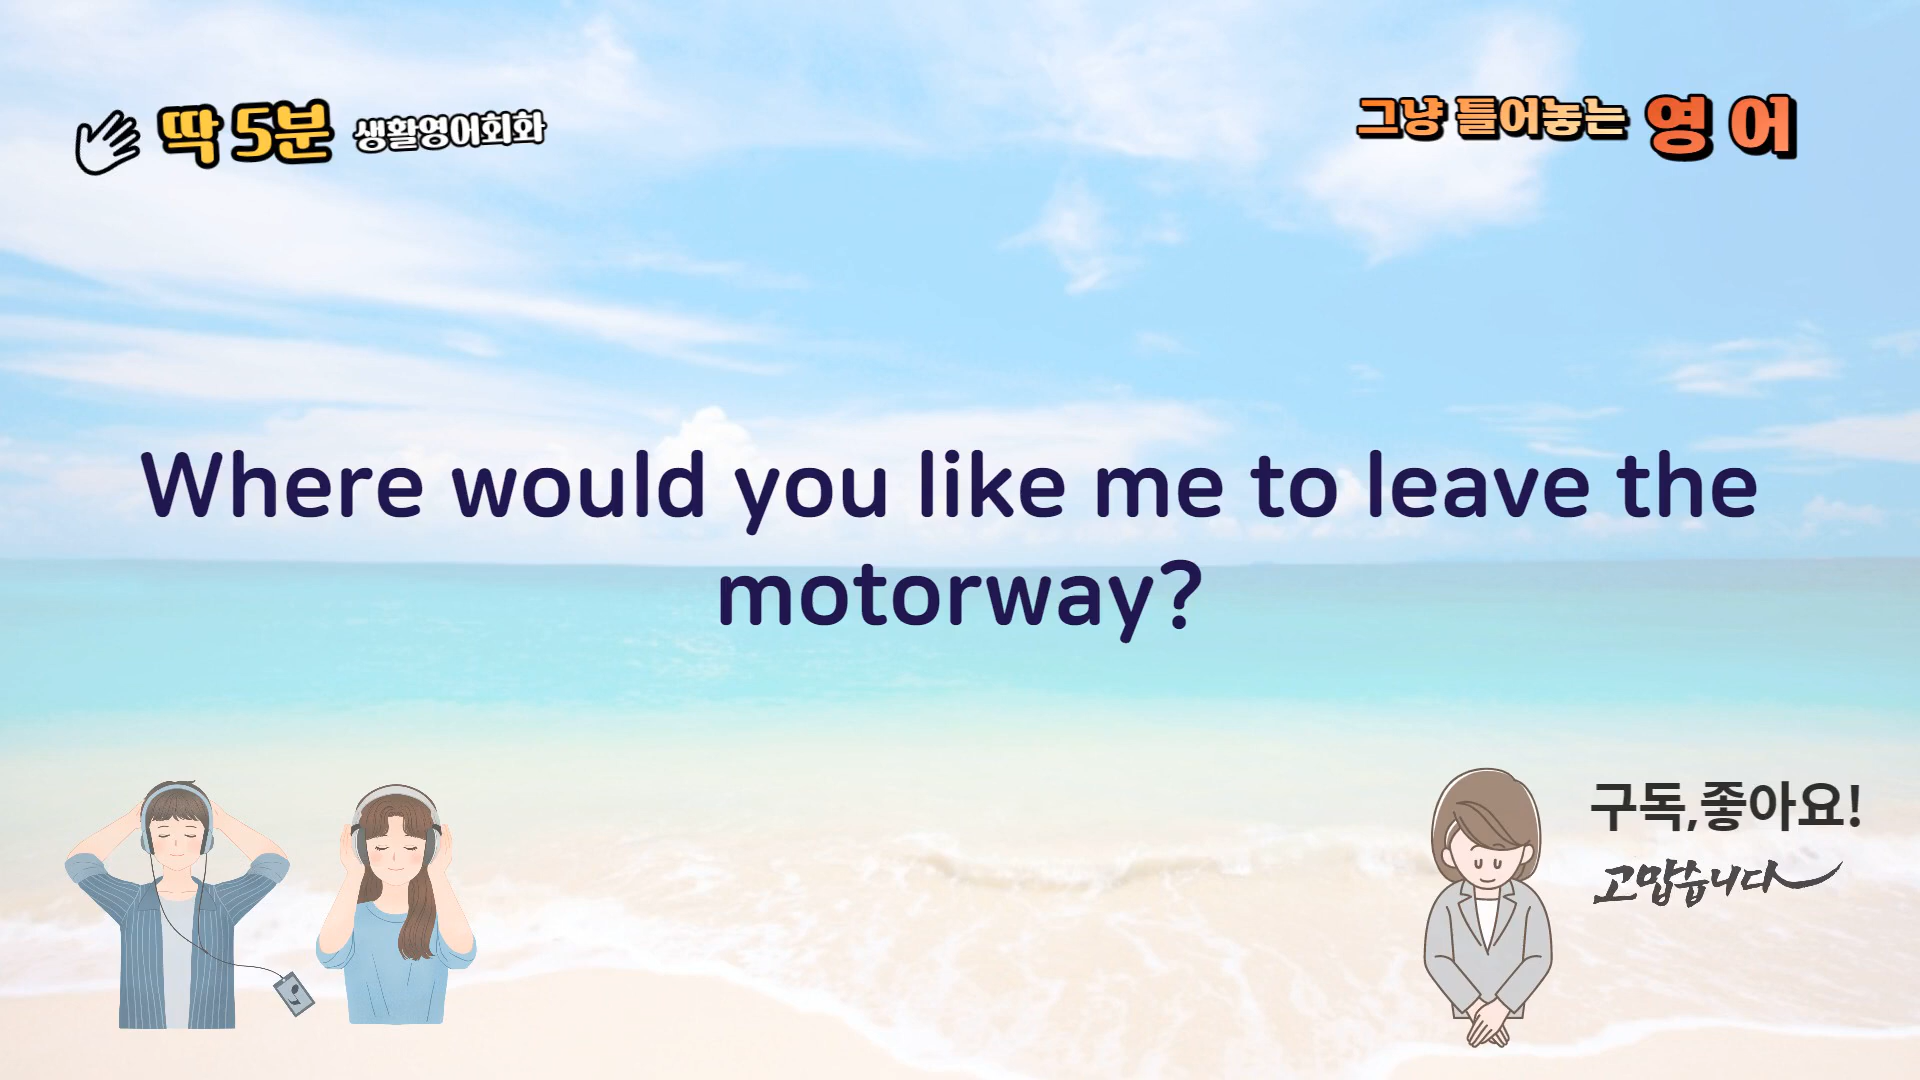 딱 5분 생활영어회화
그냥 틀어놓는 영어
Where would you like me to leave the
motorway?
구독,좋아요!
고맙습니다